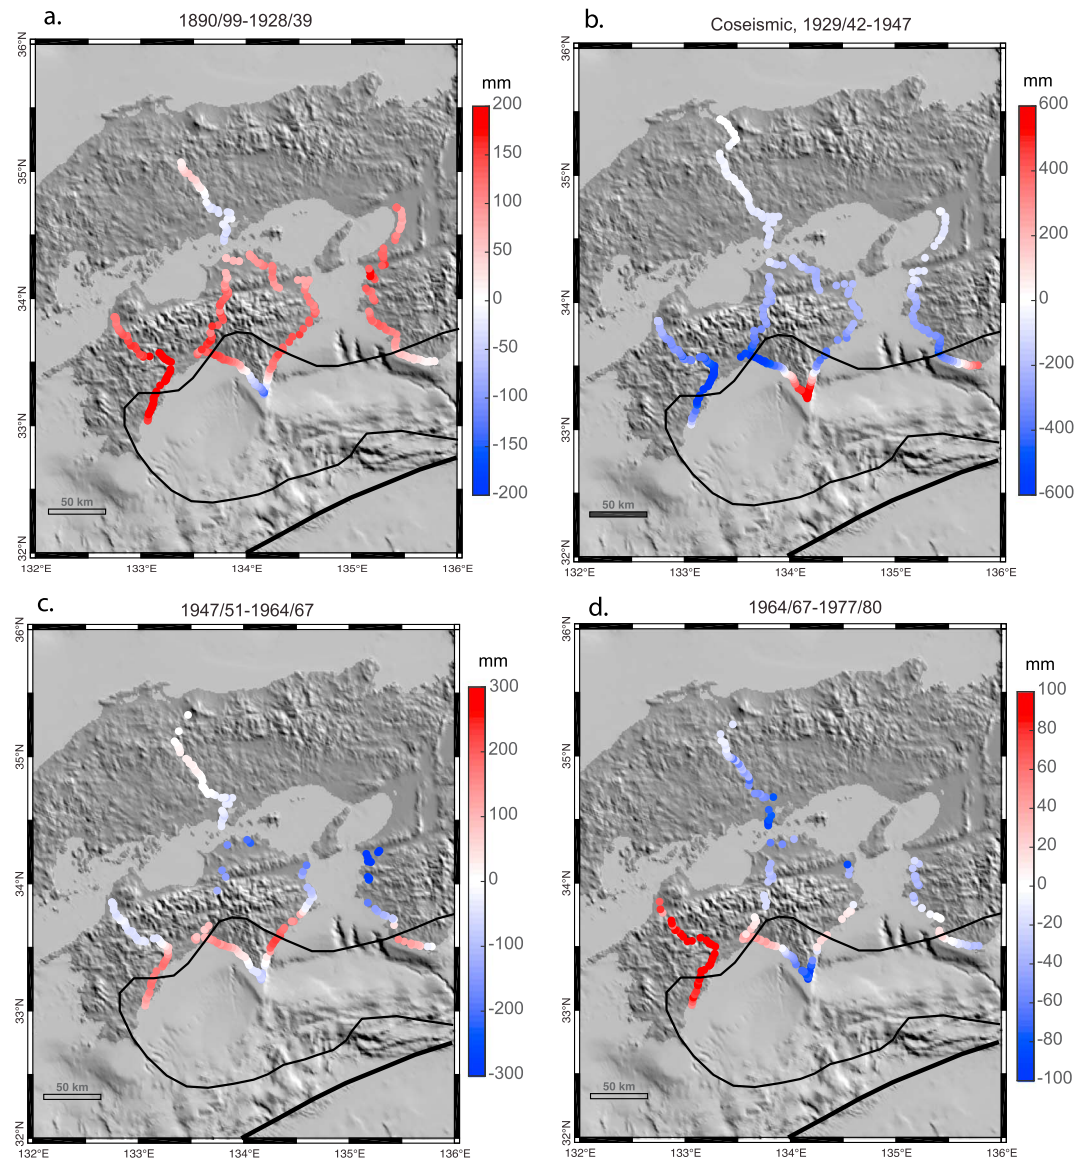 a.
1890/99-1928/39
mm
200
150
100
50
0
-50
-100
-150
-200
36°N
35°N
34°N
33°N
32°N
50 km
132°E
133°E
134°E
135°E
136°E
b.
Coseismic, 1929/42-1947
mm
600
400
200
0
-200
-400
-600
36°N
35°N
34°N
33°N
32°N
50 km
132°E
133°E
134°E
135°E
136°E
c.
1947/51-1964/67
mm
300
200
100
0
-100
-200
-300
36°N
35°N
34°N
33°N
32°N
50 km
132°E
133°E
134°E
135°E
136°E
d.
1964/67-1977/80
mm
100
80
60
40
20
0
-20
-40
-60
-80
-100
36°N
35°N
34°N
33°N
32°N
50 km
132°E
133°E
134°E
135°E
136°E